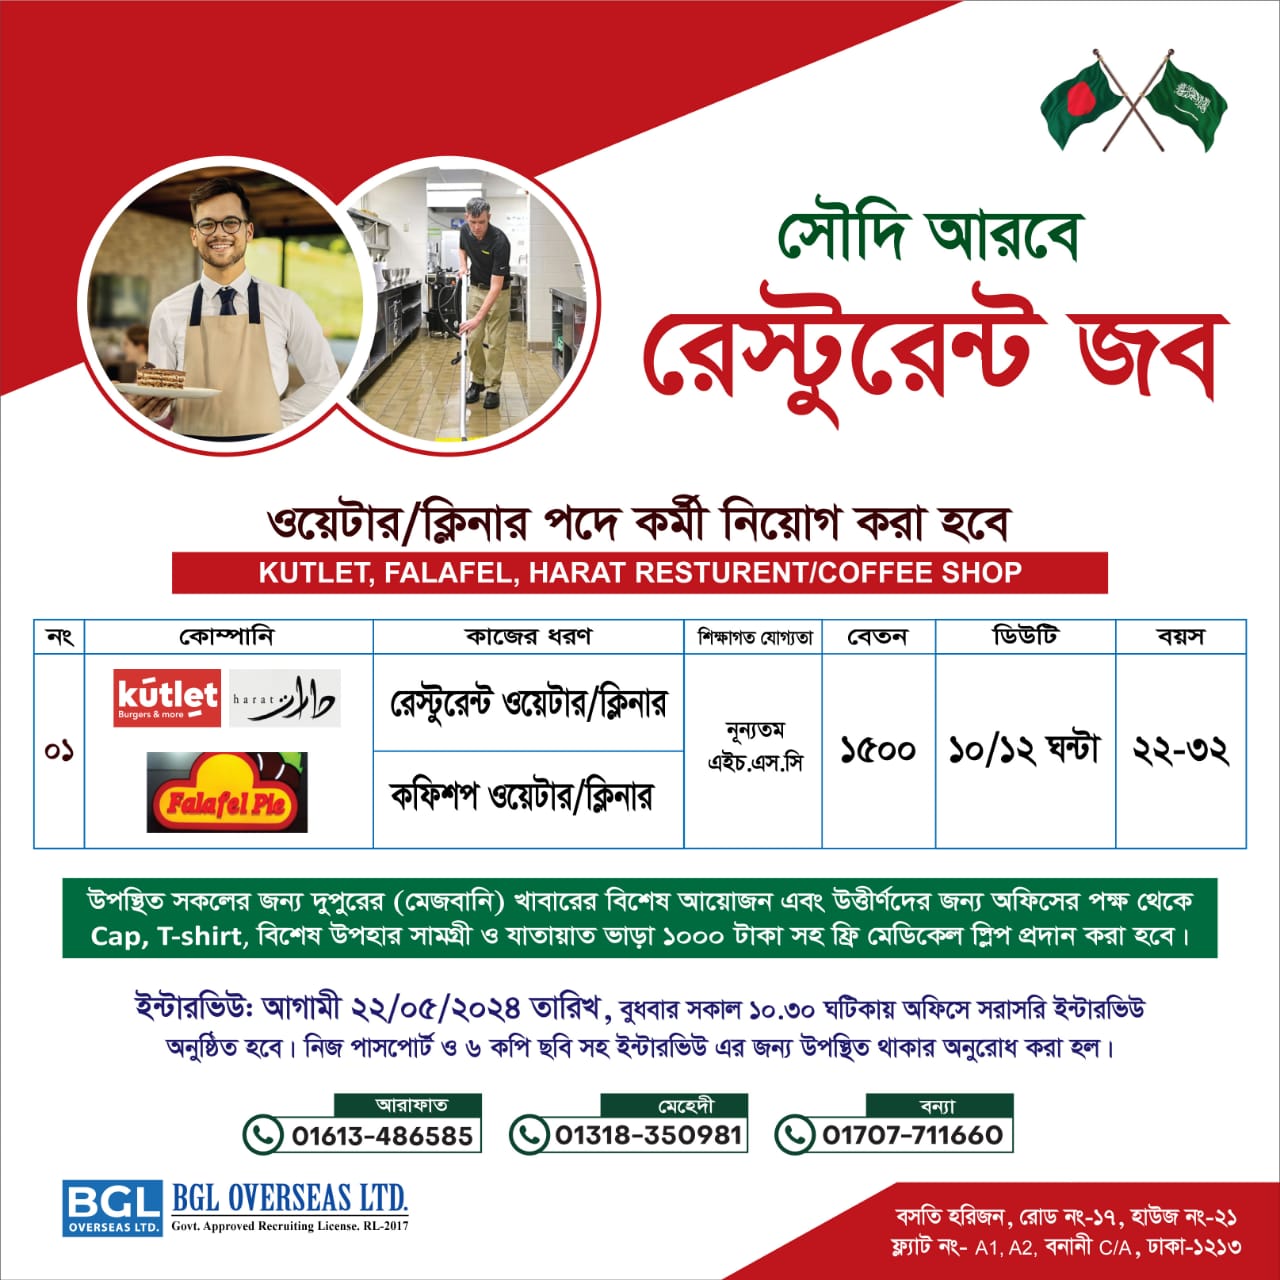 সৌদি আরবে
রেস্টুরেন্ট জব
ওয়েটার/ক্লিনার পদে কর্মী নিয়োগ করা হবে
KUTLET, FALAFEL, HARAT RESTURENT/COFFEE SHOP
নং কোম্পানি কাজের ধরণ শিক্ষাগত যোগ্যতা বেতন ডিউটি বয়স
kútlet
Burgers & more
harat
Falafel Pie
০১
রেস্টুরেন্ট ওয়েটার/ক্লিনার
কফিশপ ওয়েটার/ক্লিনার
নূন্যতম
এইচ.এস.সি
১৫০০
১০/১২ ঘন্টা
২২-৩২
উপস্থিত সকলের জন্য দুপুরের (মেজবানি) খাবারের বিশেষ আয়োজন এবং উত্তীর্ণদের জন্য অফিসের পক্ষ থেকে
Cap, T-shirt, বিশেষ উপহার সামগ্রী ও যাতায়াত ভাড়া ১০০০ টাকা সহ ফ্রি মেডিকেল স্লিপ প্রদান করা হবে।
ইন্টারভিউ: আগামী ২২/০৫/২০২৪ তারিখ, বুধবার সকাল ১০.৩০ ঘটিকায় অফিসে সরাসরি ইন্টারভিউ
অনুষ্ঠিত হবে। নিজ পাসপোর্ট ও ৬ কপি ছবি সহ ইন্টারভিউ এর জন্য উপস্থিত থাকার অনুরোধ করা হল।
আরাফাত
01613-486585
মেহেদী
01318-350981
বন্যা
01707-711660
BGL
OVERSEAS LTD.
BGL OVERSEAS LTD.
Govt. Approved Recruiting License. RL-2017
বসতি হরিজন, রোড নং-১৭, হাউজ নং-২১
ফ্ল্যাট নং- A1, A2, বনানী C/A, ঢাকা-১২১৩